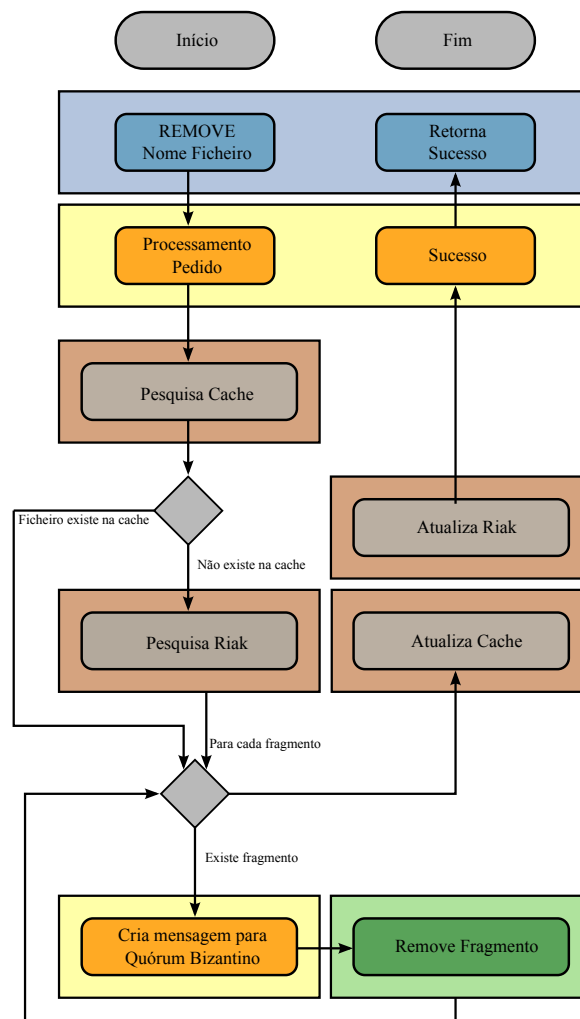 Início
Fim
REMOVE
Nome Ficheiro
Retorna
Sucesso
Processamento
Pedido
Sucesso
Pesquisa Cache
Ficheiro existe na cache
Atualiza Riak
Não existe na cache
Pesquisa Riak
Atualiza Cache
Para cada fragmento
Existe fragmento
Cria mensagem para
Quórum Bizantino
Remove Fragmento